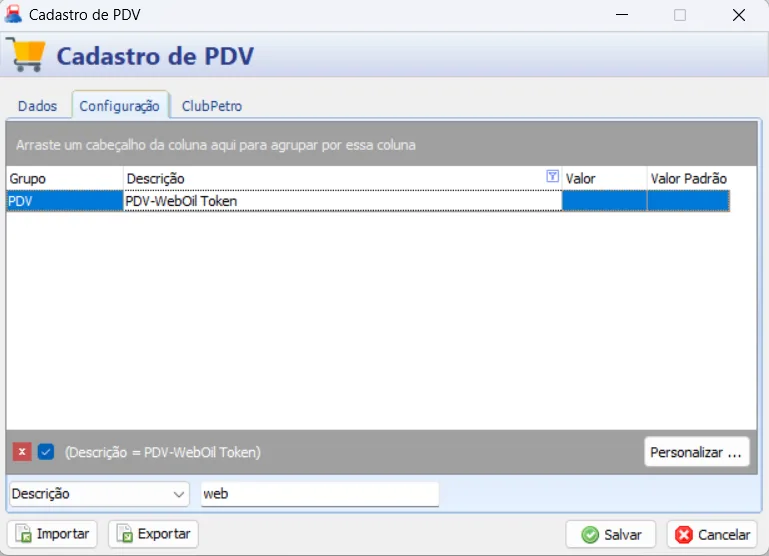 Cadastro de PDV
Cadastro de PDV
Dados Configuração ClubPetro
Arraste um cabeçalho da coluna aqui para agrupar por essa coluna
Grupo Descrição Valor Valor Padrão
PDV PDV-WebOil Token
(Descrição = PDV-WebOil Token) Personalizar ...
Descrição web
Importar Exportar Salvar Cancelar